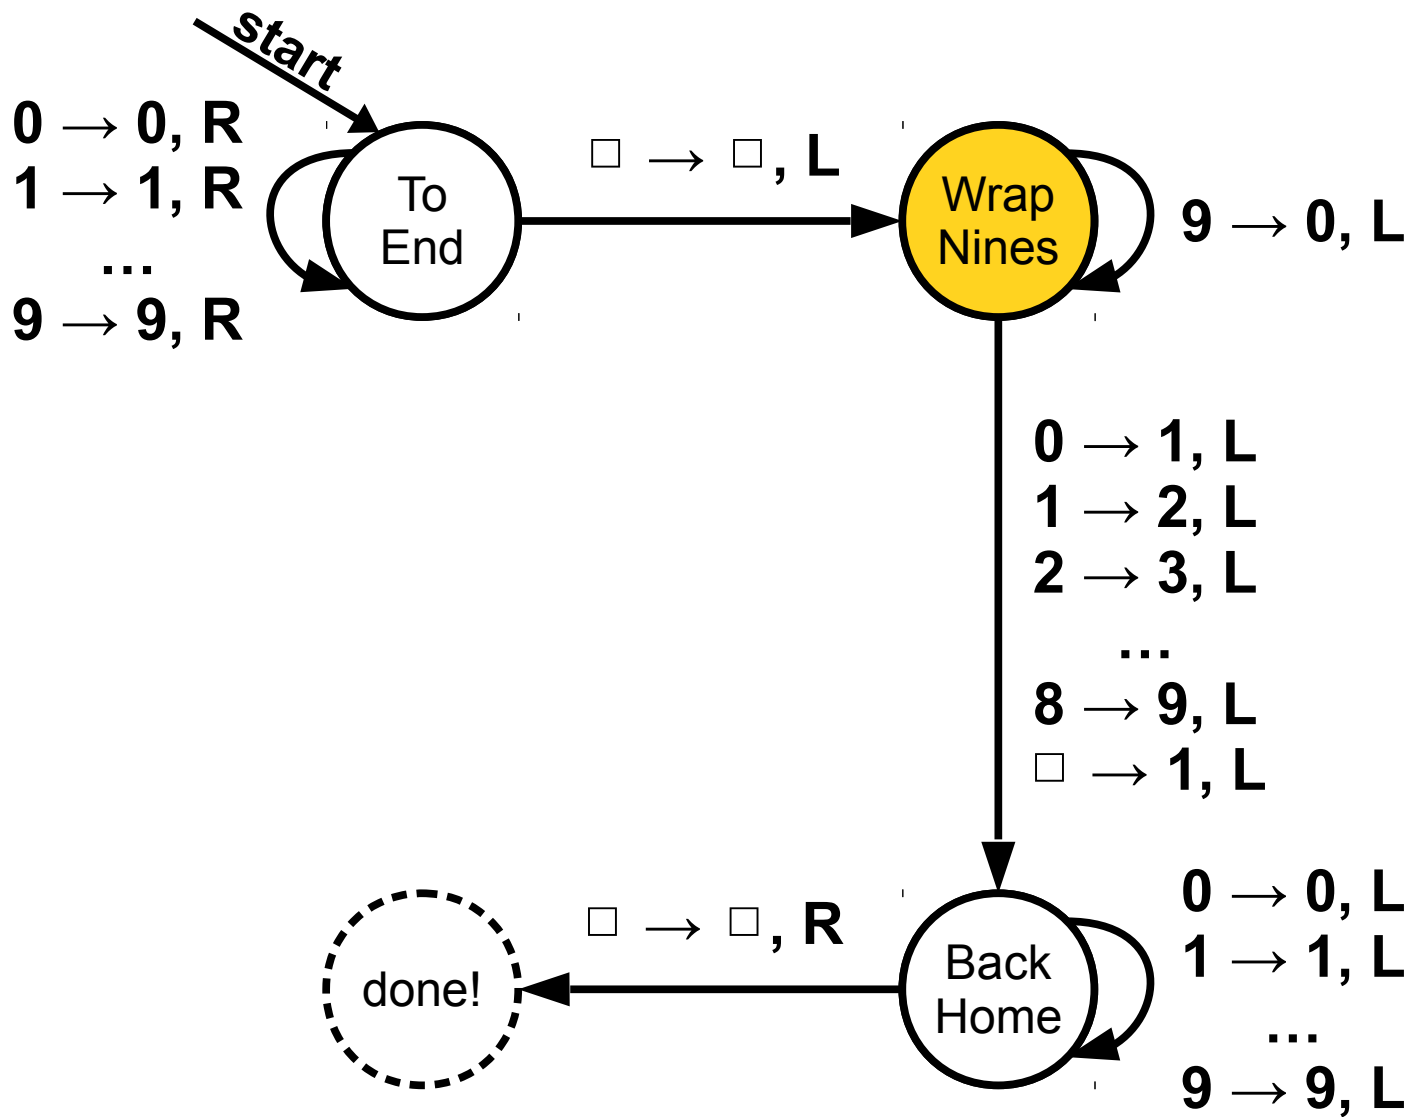 start
0 → 0, R
1 → 1, R
...
9 → 9, R
To
End
□ → □, L
Wrap
Nines
9 → 0, L
0 → 1, L
1 → 2, L
2 → 3, L
...
8 → 9, L
□ → 1, L
done!
□ → □, R
Back
Home
0 → 0, L
1 → 1, L
...
9 → 9, L